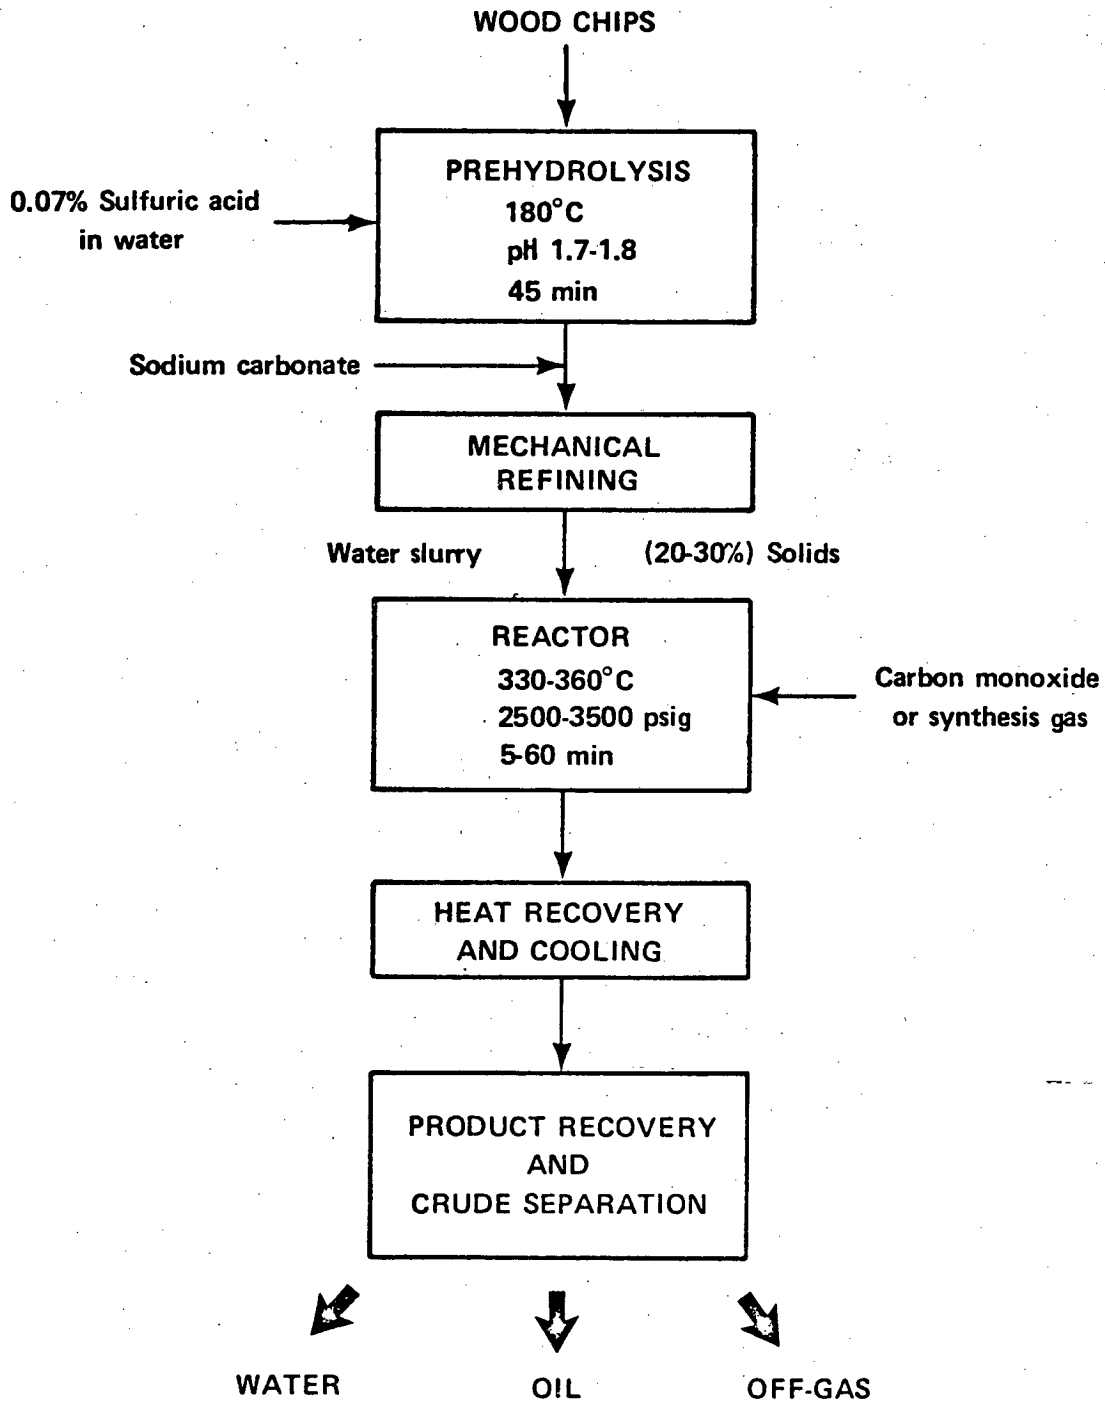 WOOD CHIPS
PREHYDROLYSIS
180°C
pH 1.7-1.8
45 min
0.07% Sulfuric acid
in water
Sodium carbonate
MECHANICAL
REFINING
Water slurry
(20-30%) Solids
REACTOR
330-360°C
2500-3500 psig
5-60 min
Carbon monoxide
or synthesis gas
HEAT RECOVERY
AND COOLING
PRODUCT RECOVERY
AND
CRUDE SEPARATION
WATER
OIL
OFF-GAS